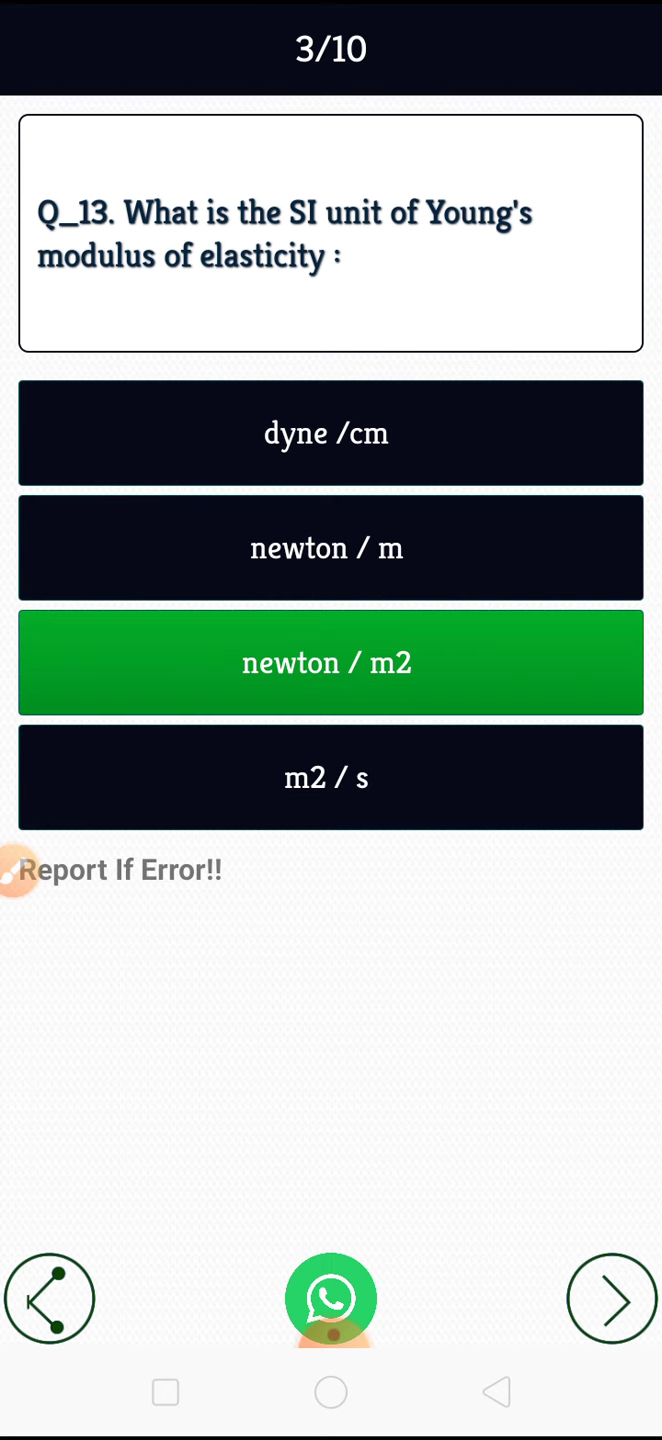 3/10
Q_13. What is the SI unit of Young's
modulus of elasticity :
dyne /cm
newton / m
newton / m2
m2 / s
Report If Error!!